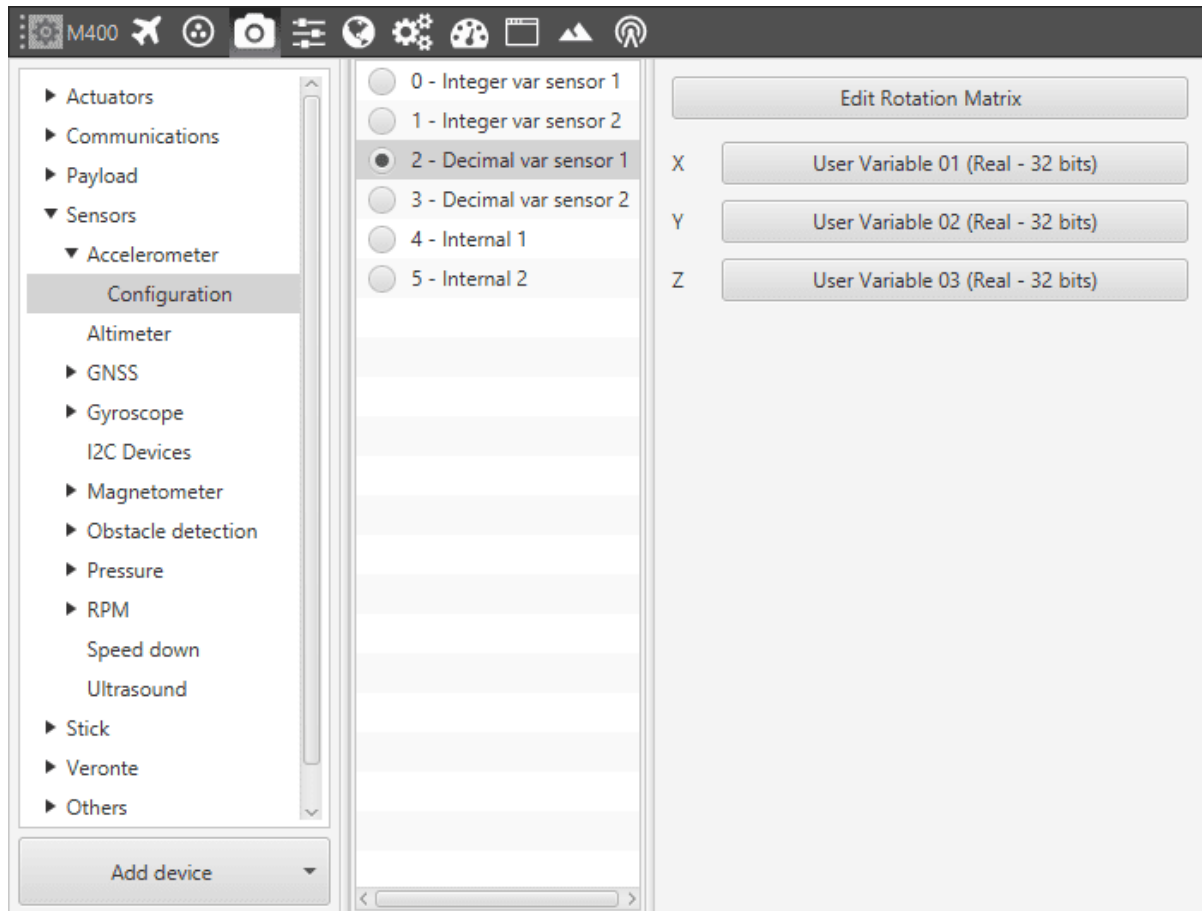 M400
Actuators
Communications
Payload
Sensors
Accelerometer
Configuration
Altimeter
GNSS
Gyroscope
I2C Devices
Magnetometer
Obstacle detection
Pressure
RPM
Speed down
Ultrasound
Stick
Veronte
Others
Add device
0 - Integer var sensor 1
1 - Integer var sensor 2
2 - Decimal var sensor 1
3 - Decimal var sensor 2
4 - Internal 1
5 - Internal 2
Edit Rotation Matrix
X User Variable 01 (Real - 32 bits)
Y User Variable 02 (Real - 32 bits)
Z User Variable 03 (Real - 32 bits)